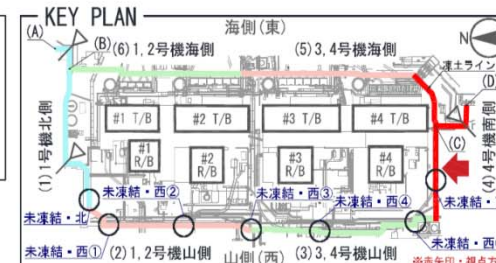 KEY PLAN
海側(東)
(A)
(B)
(6)1,2号機海側
(5)3,4号機海側
N
凍土ライン
(D)
#1 T/B
#2 T/B
#3 T/B
#4 T/B
(1)1号機北側
#1
R/B
#2
R/B
#3
R/B
#4
R/B
(C)
(4)4号機南側
未凍結・西②
未凍結・西③
未凍結・西④
未凍結・北
未凍結・西①
(2)1,2号機山側
山側(西)
(3)3,4号機山側